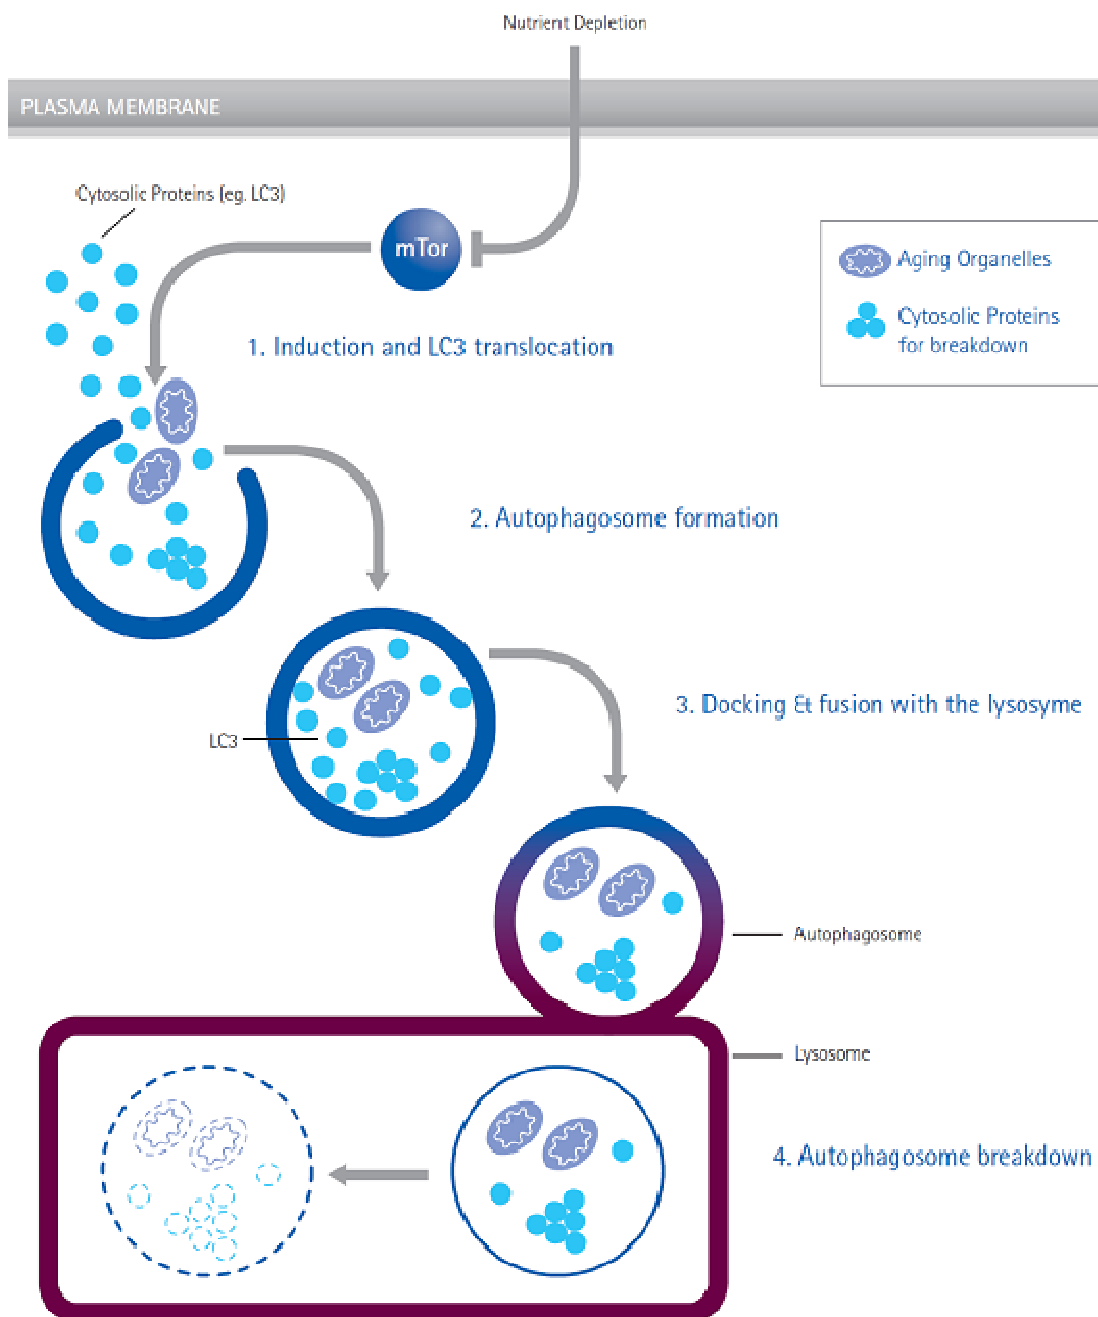 Nutrient Depletion
PLASMA MEMBRANE
Cytosolic Proteins (eg. LC3)
mTor
Aging Organelles
Cytosolic Proteins
for breakdown
1. Induction and LC3 translocation
2. Autophagosome formation
3. Docking & fusion with the lysosyme
LC3
Autophagosome
Lysosome
4. Autophagosome breakdown